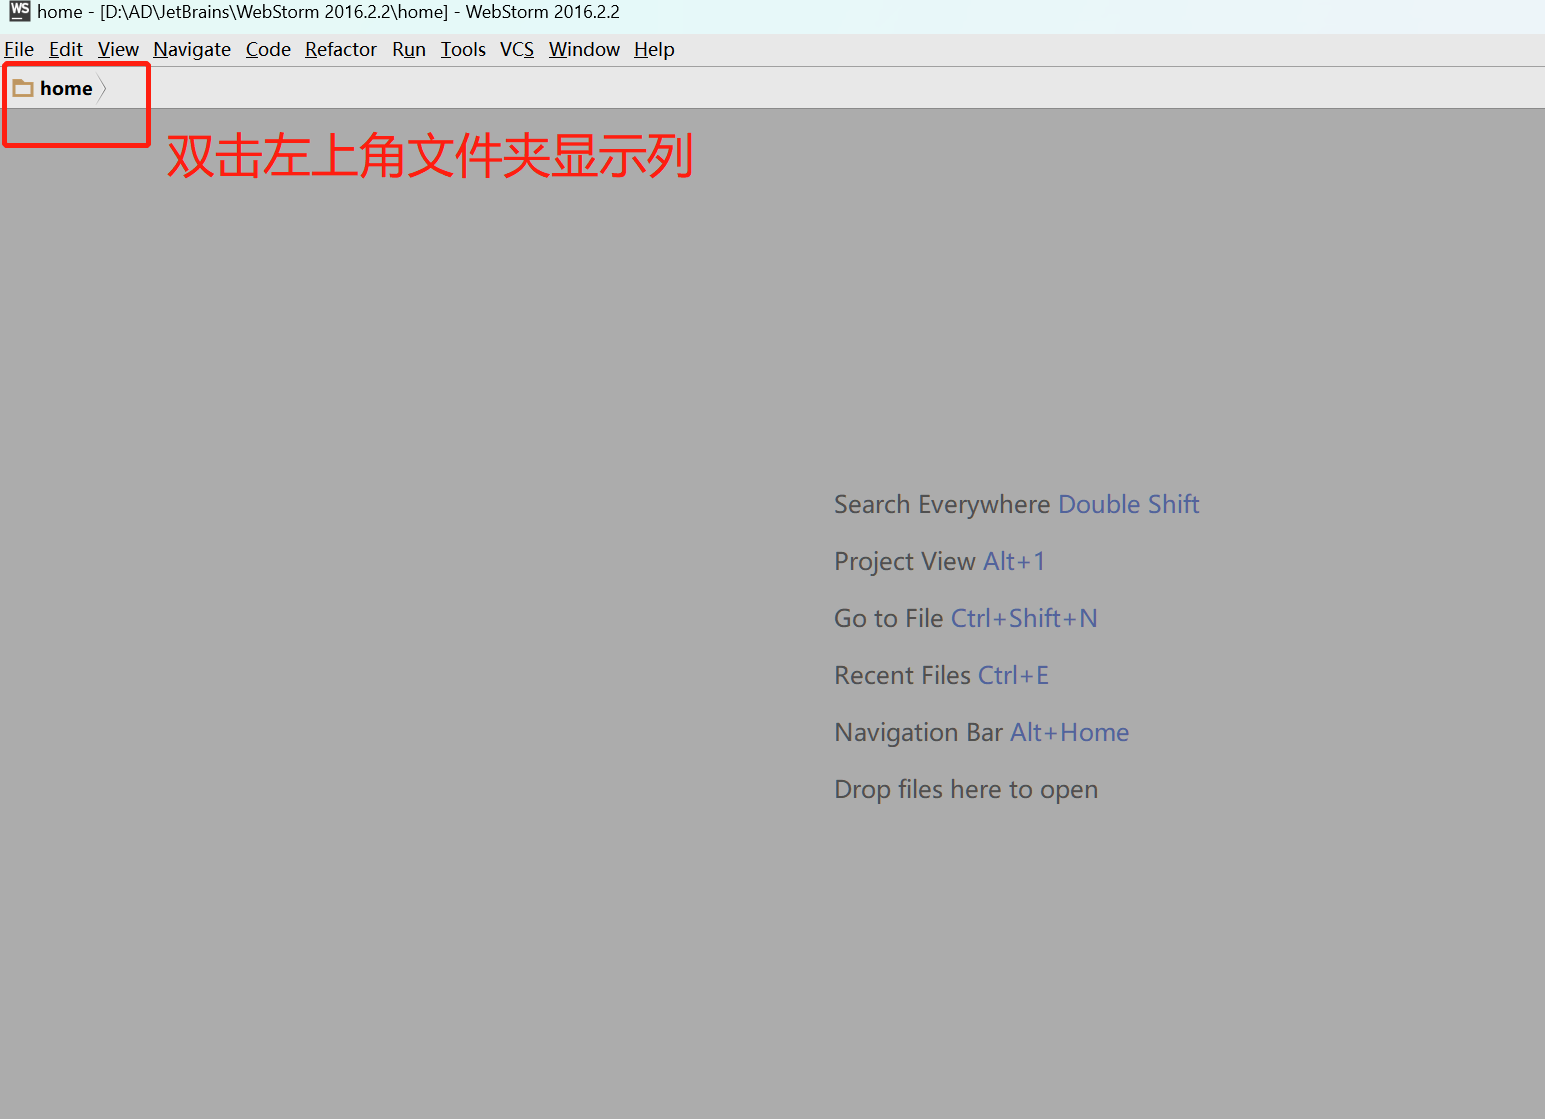 WS home - [D:\AD\JetBrains\WebStorm 2016.2.2\home] - WebStorm 2016.2.2
File Edit View Navigate Code Refactor Run Tools VCS Window Help
home
双击左上角文件夹显示列
Search Everywhere Double Shift
Project View Alt+1
Go to File Ctrl+Shift+N
Recent Files Ctrl+E
Navigation Bar Alt+Home
Drop files here to open